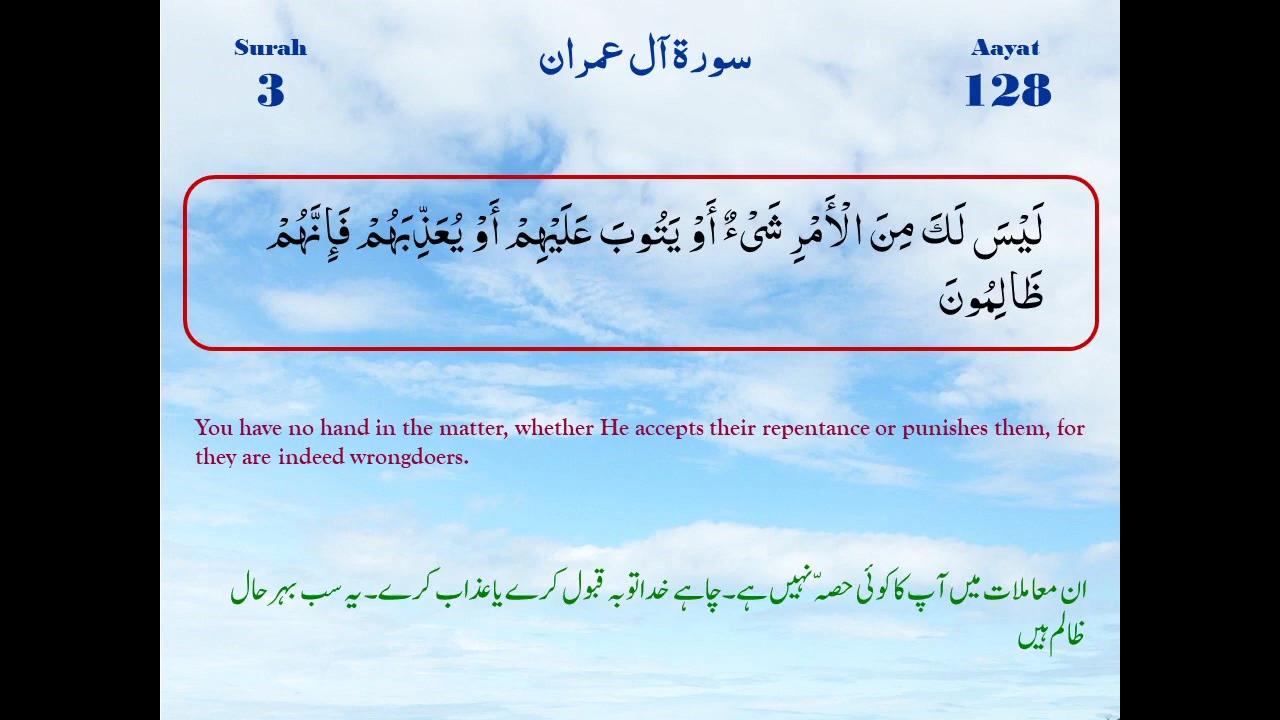 Surah
3
سورة آل عمران
Aayat
128
لَيْسَ لَكَ مِنَ الْأَمْرِ شَيْءٌ أَوْ يَتُوبَ عَلَيْهِمْ أَوْ يُعَذِّبَهُمْ فَإِنَّهُمْ
ظَالِمُونَ
You have no hand in the matter, whether He accepts their repentance or punishes them, for
they are indeed wrongdoers.
ان معاملات میں آپ کا کوئی حصہّ نہیں ہے۔ چاہے خدا توبہ قبول کرے یا عذاب کرے۔ یہ سب بہر حال
ظالم ہیں